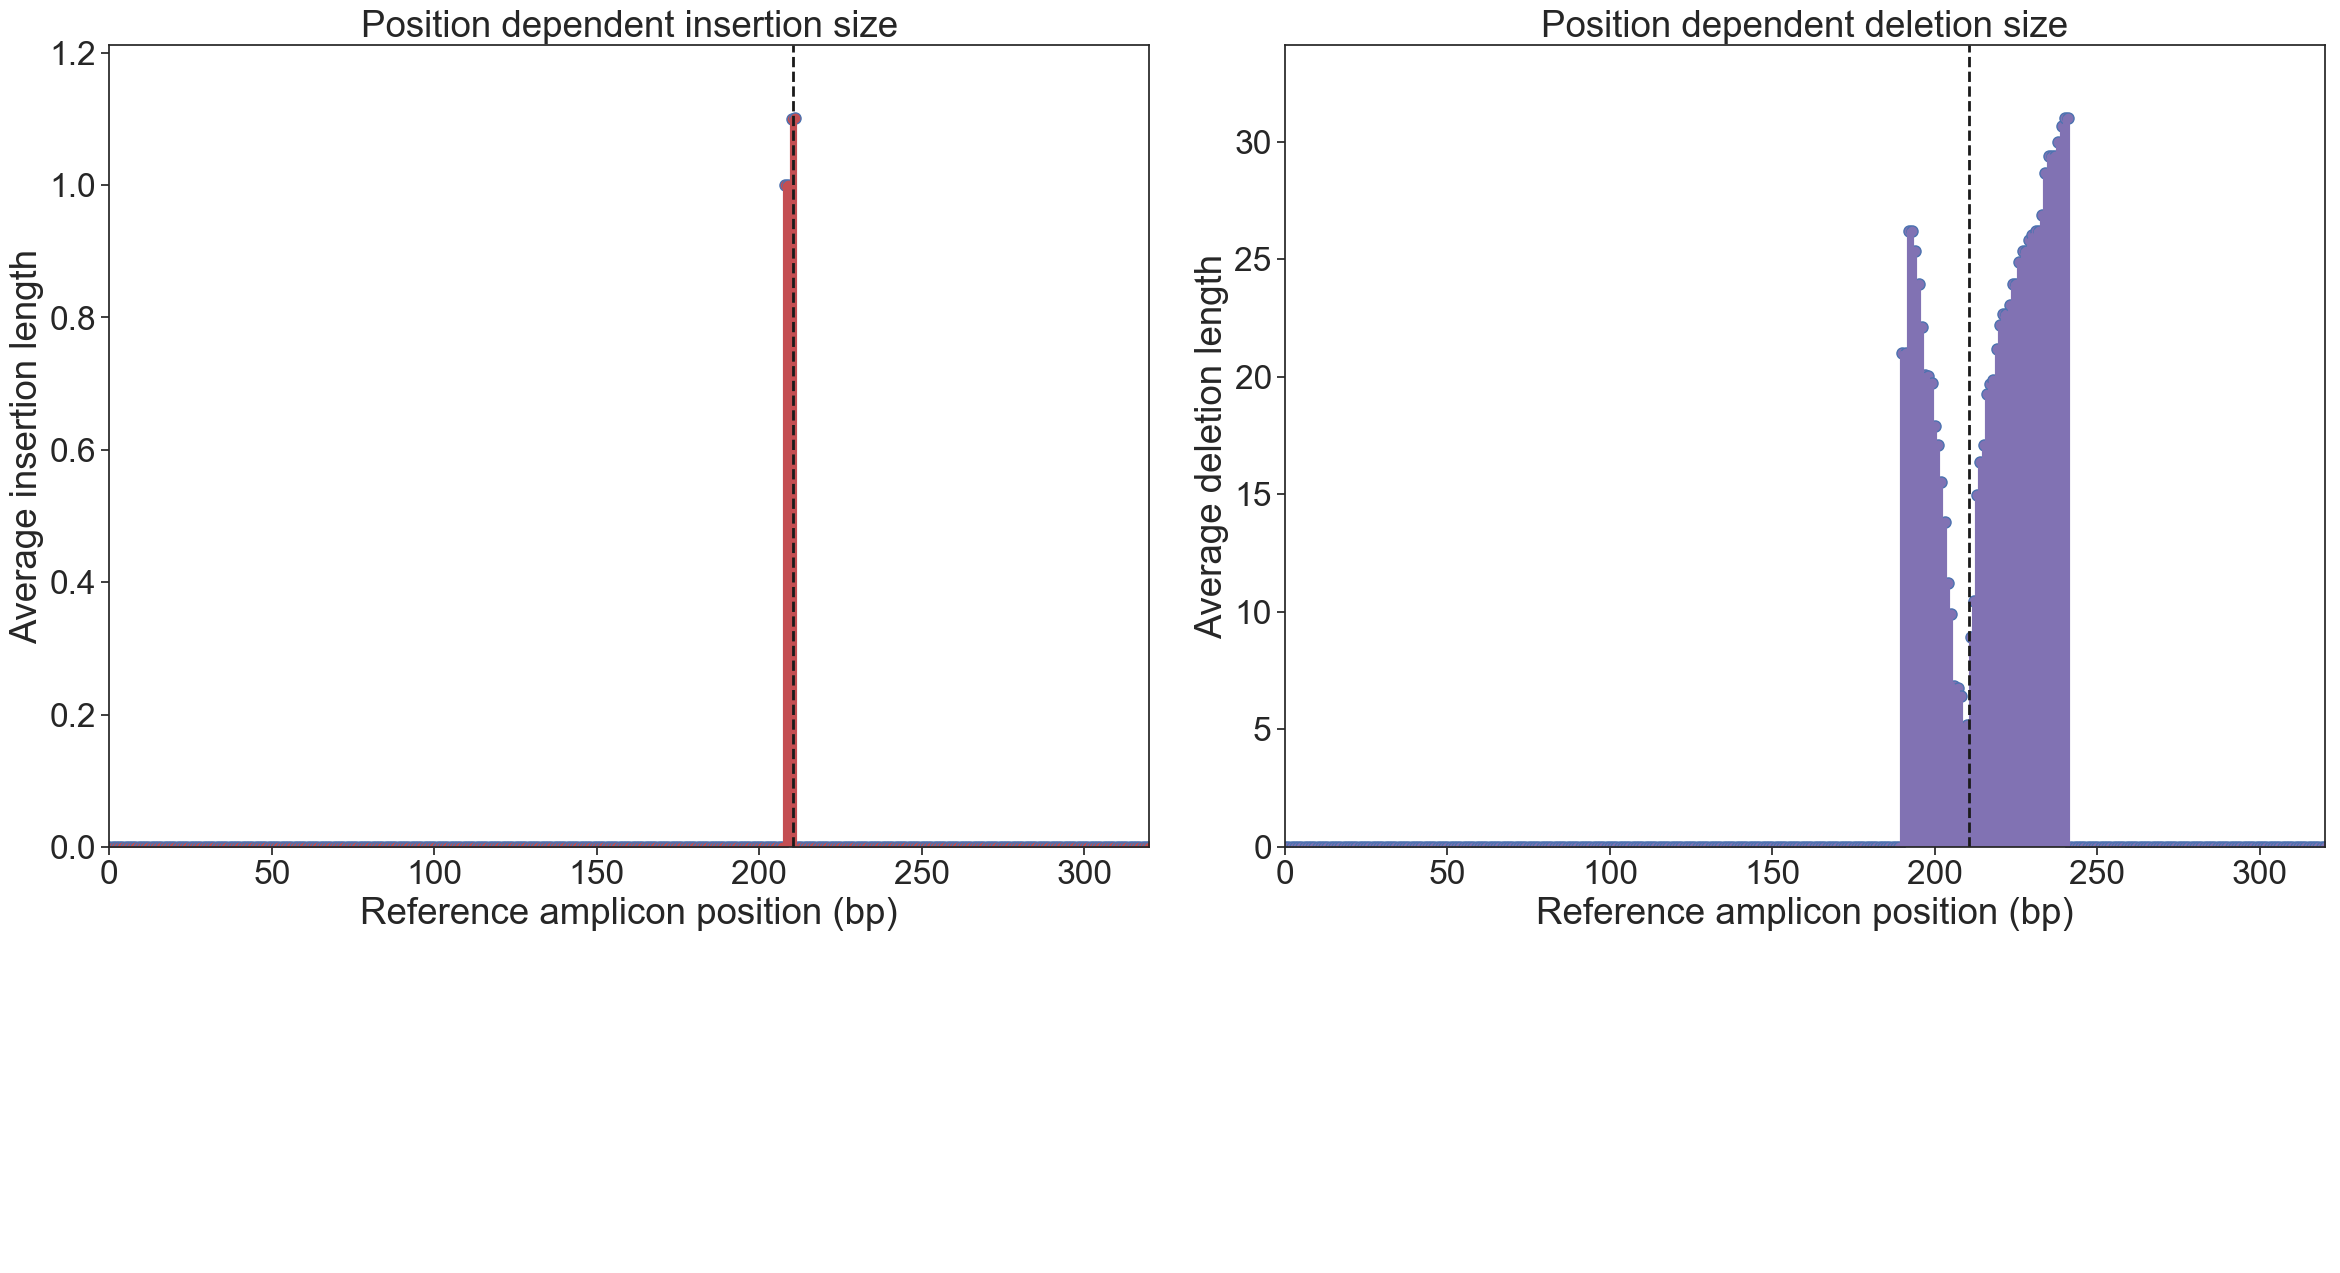 Position dependent insertion size
1.2
1.0
0.8
0.6
0.4
0.2
0.0
Average insertion length
0 50 100 150 200 250 300
Reference amplicon position (bp)
Position dependent deletion size
30
25
20
15
10
5
0
Average deletion length
0 50 100 150 200 250 300
Reference amplicon position (bp)